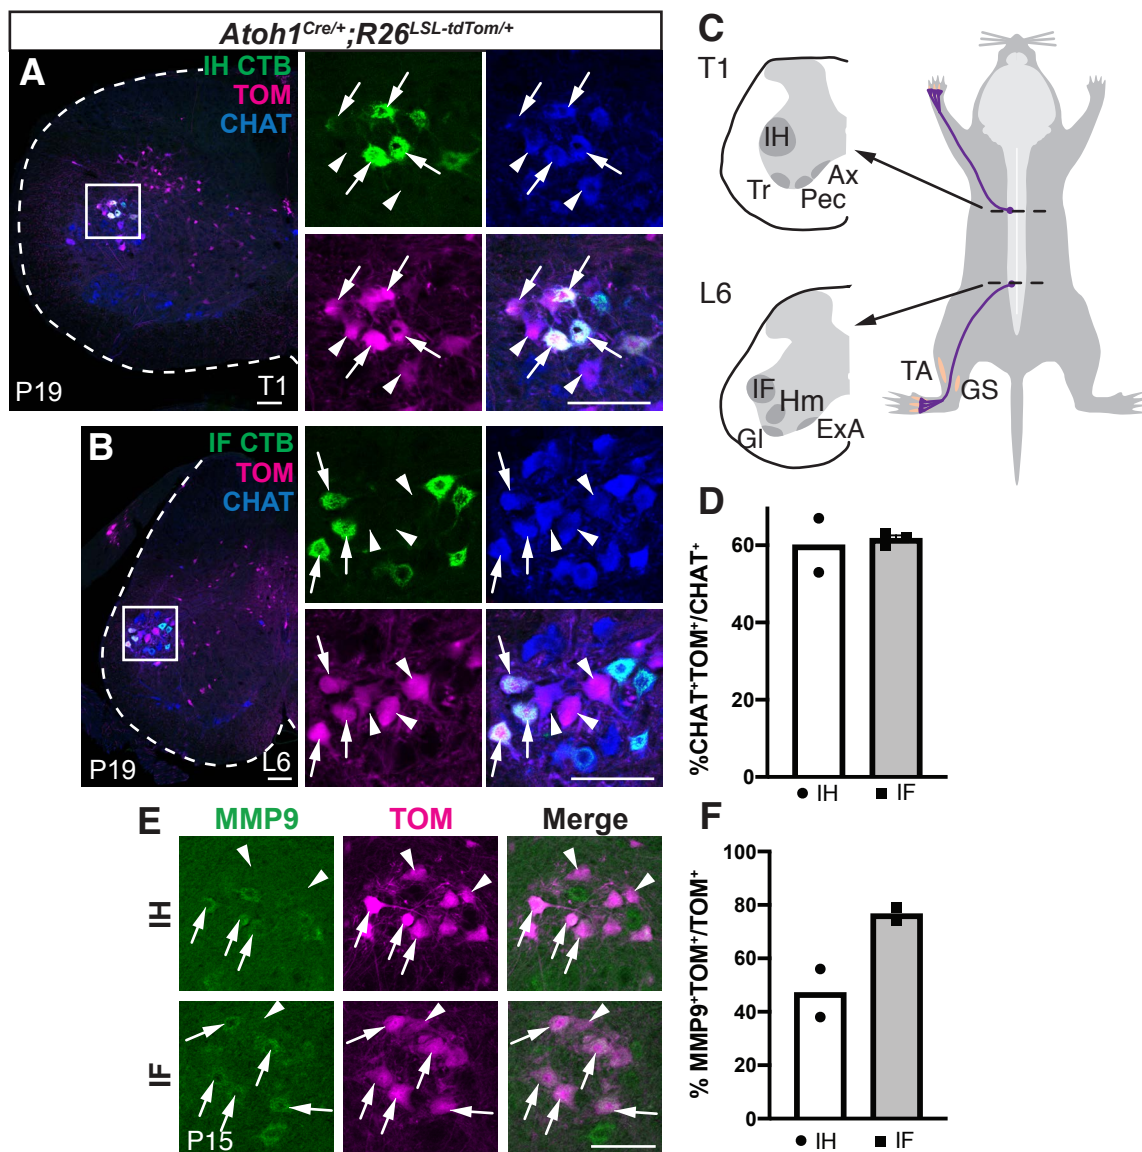 Atoh1Cre/+;R26LSL-tdTom/+
A
IH CTB
TOM
CHAT
P19
T1
B
IF CTB
TOM
CHAT
P19
L6
C
T1
IH
Tr
Pec
Ax
L6
IF
Hm
Gl
ExA
TA
GS
D
%CHAT+TOM+/CHAT+
60
40
20
0
IH
IF
E
MMP9
TOM
Merge
IH
IF
P15
F
% MMP9+TOM+/TOM+
100
80
60
40
20
0
IH
IF